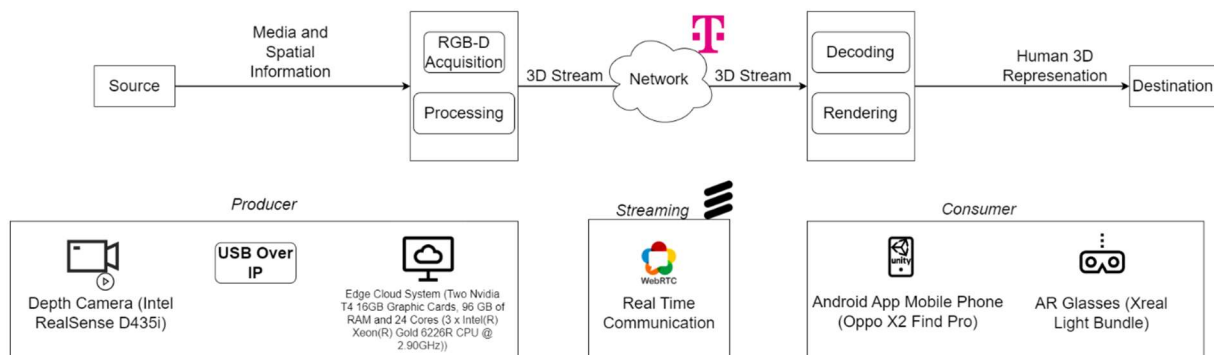 Media and
Spatial
Information
Source
RGB-D
Acquisition
Processing
3D Stream
Network
T
3D Stream
Decoding
Rendering
Human 3D
Represenation
Destination
Producer
Depth Camera (Intel
RealSense D435i)
USB Over
IP
Edge Cloud System (Two Nvidia
T4 16GB Graphic Cards, 96 GB of
RAM and 24 Cores (3 x Intel(R)
Xeon(R) Gold 6226R CPU @
2.90GHz))
Streaming
WebRTC
Real Time
Communication
Consumer
unity
Android App Mobile Phone
(Oppo X2 Find Pro)
AR Glasses (Xreal
Light Bundle)